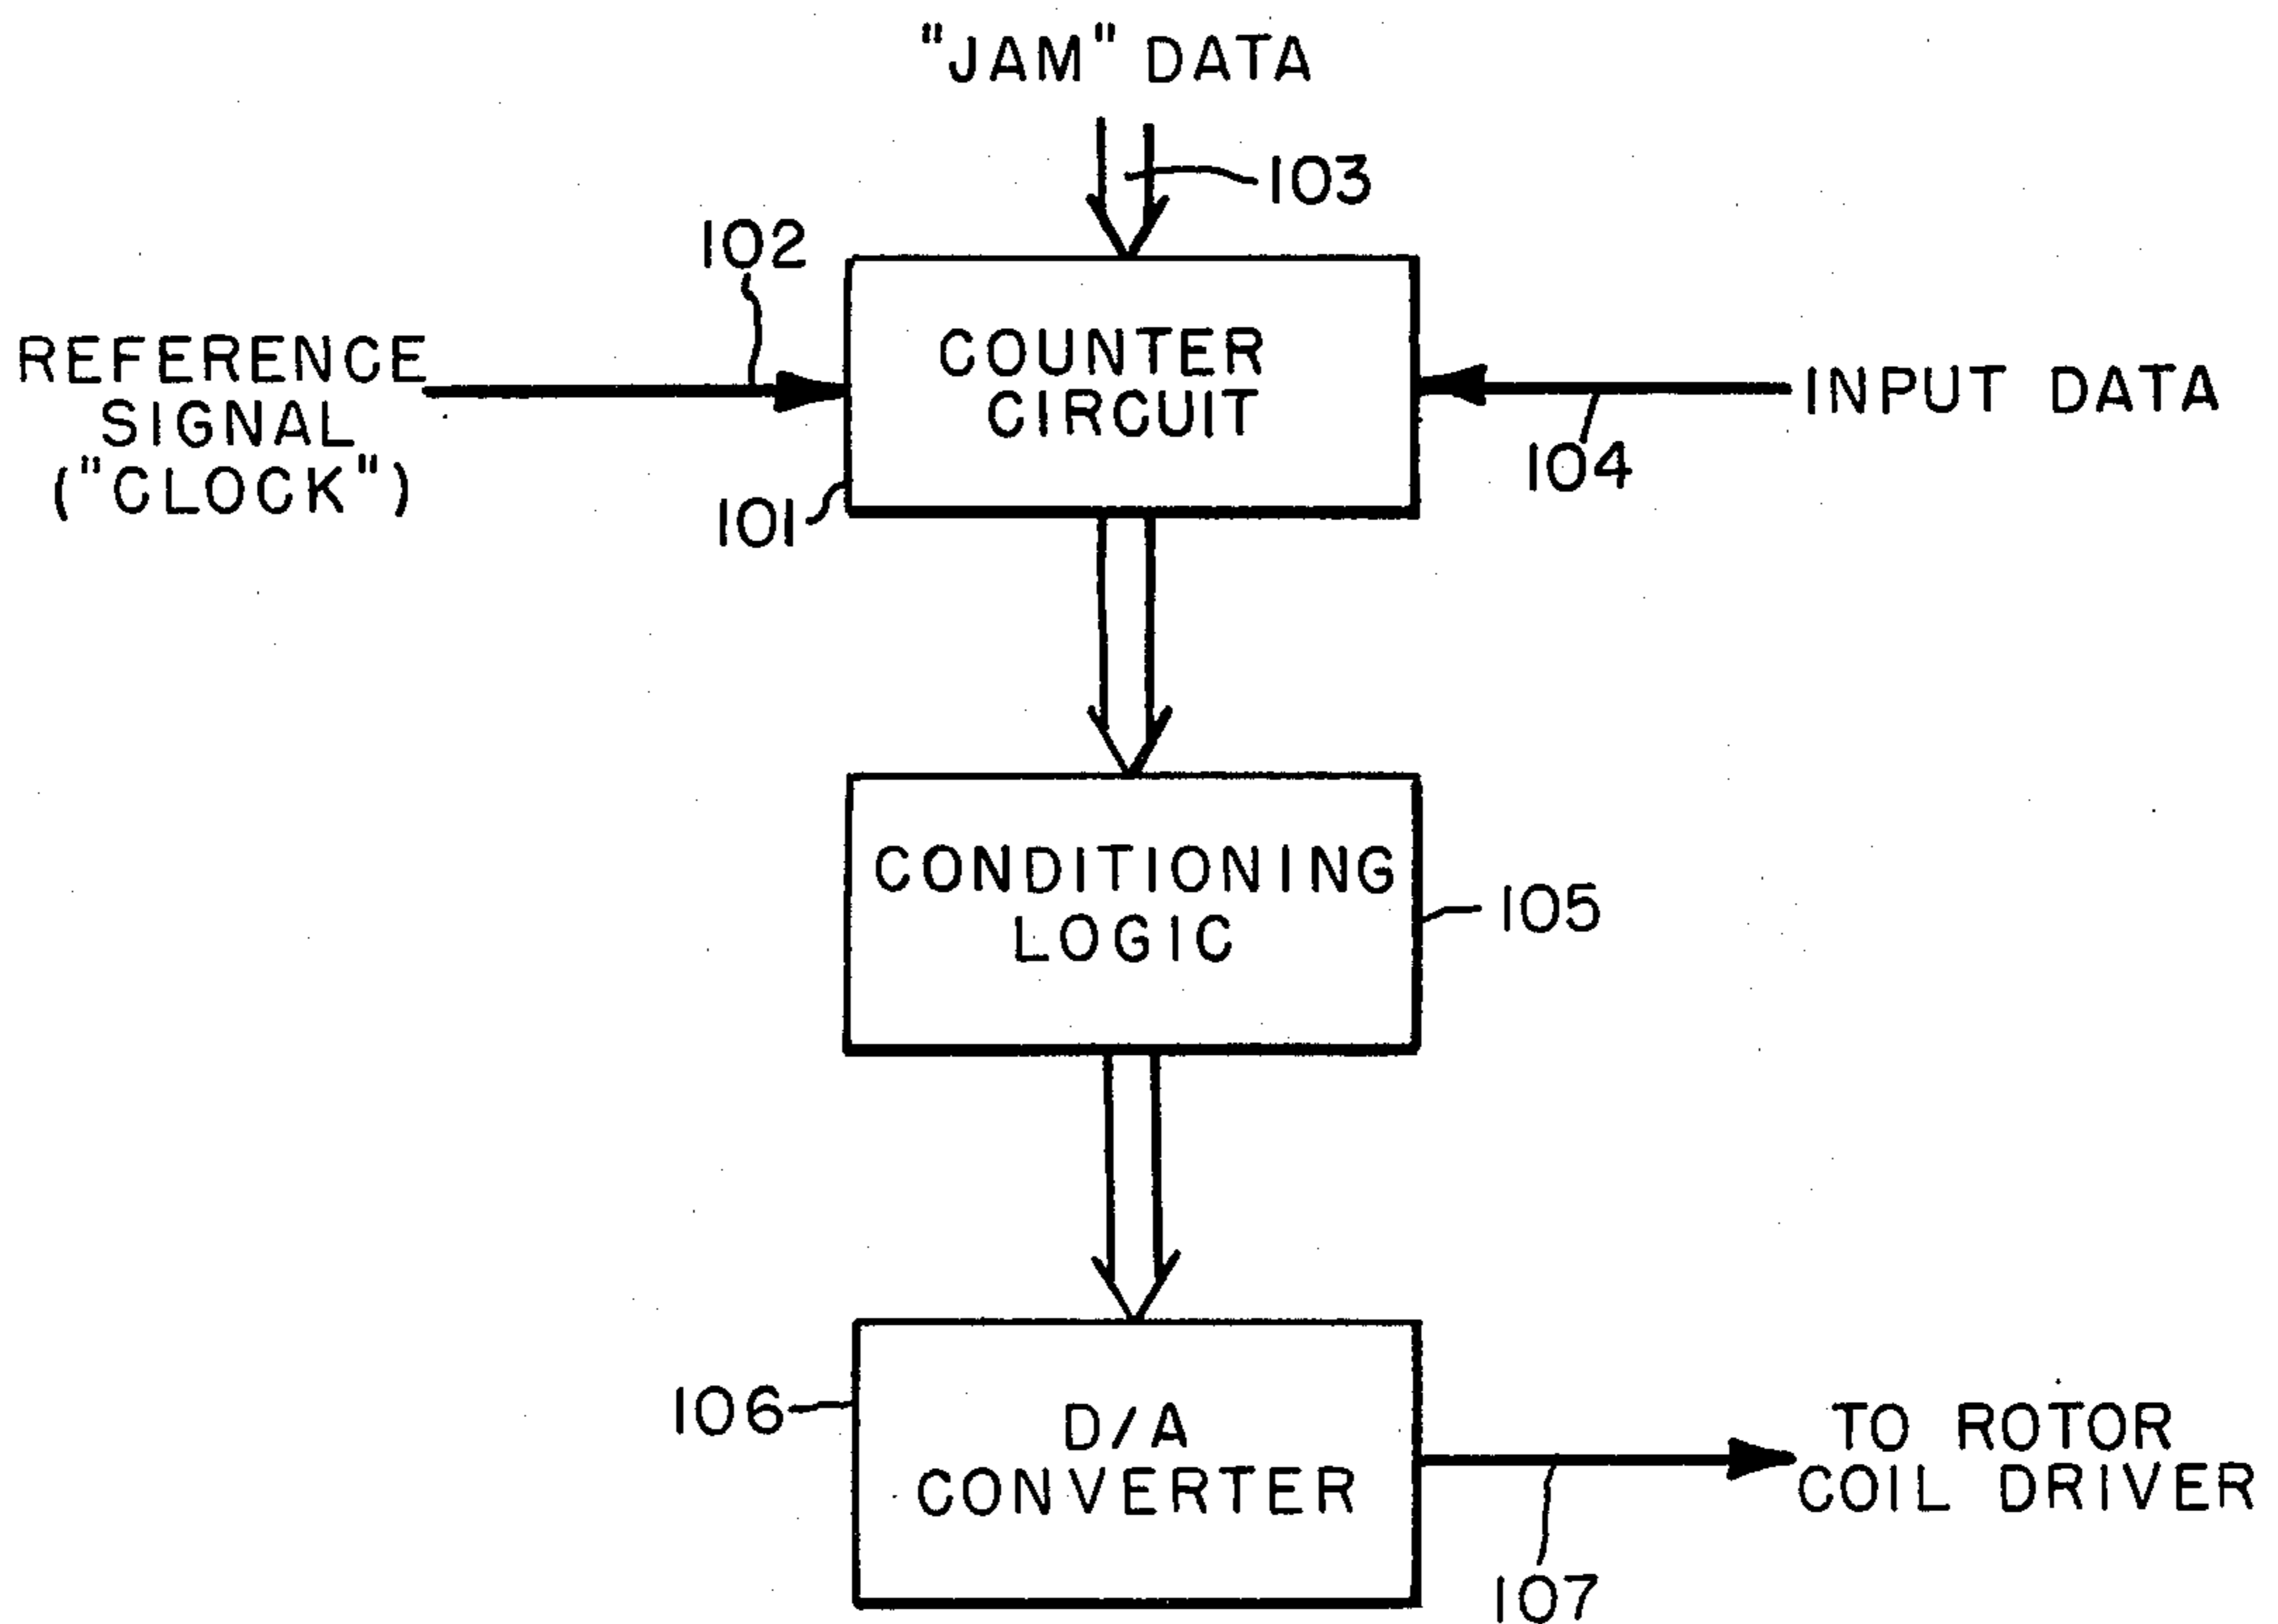 "JAM" DATA
103
102
REFERENCE
SIGNAL
("CLOCK")
COUNTER
CIRCUIT
INPUT DATA
104
101
CONDITIONING
LOGIC
105
106
D/A
CONVERTER
TO ROTOR
COIL DRIVER
107